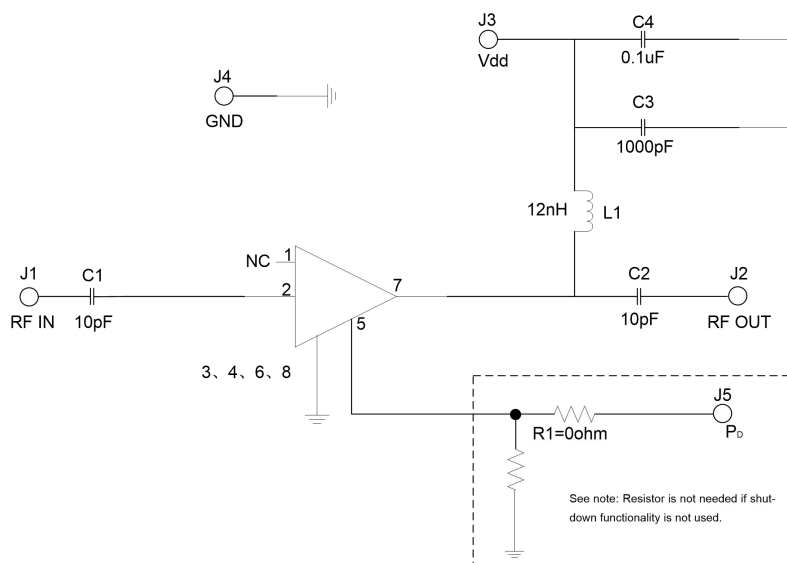 J3
Vdd
C4
0.1uF
J4
GND
C3
1000pF
12nH
L1
NC
1
J1
RF IN
C1
10pF
2
7
5
C2
10pF
J2
RF OUT
3、4、6、8
J5
PD
R1=0ohm
See note: Resistor is not needed if shut-
down functionality is not used.